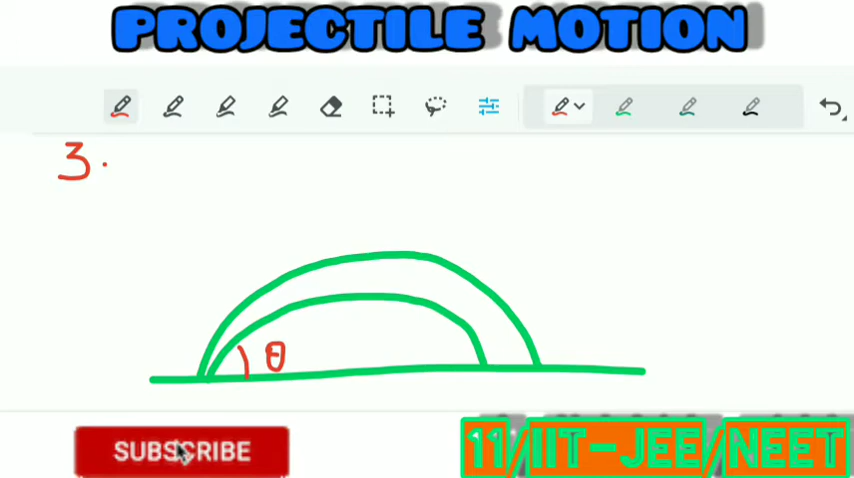 PROJECTILE MOTION
3.
θ
SUBSCRIBE
11/IIT-JEE/NEET